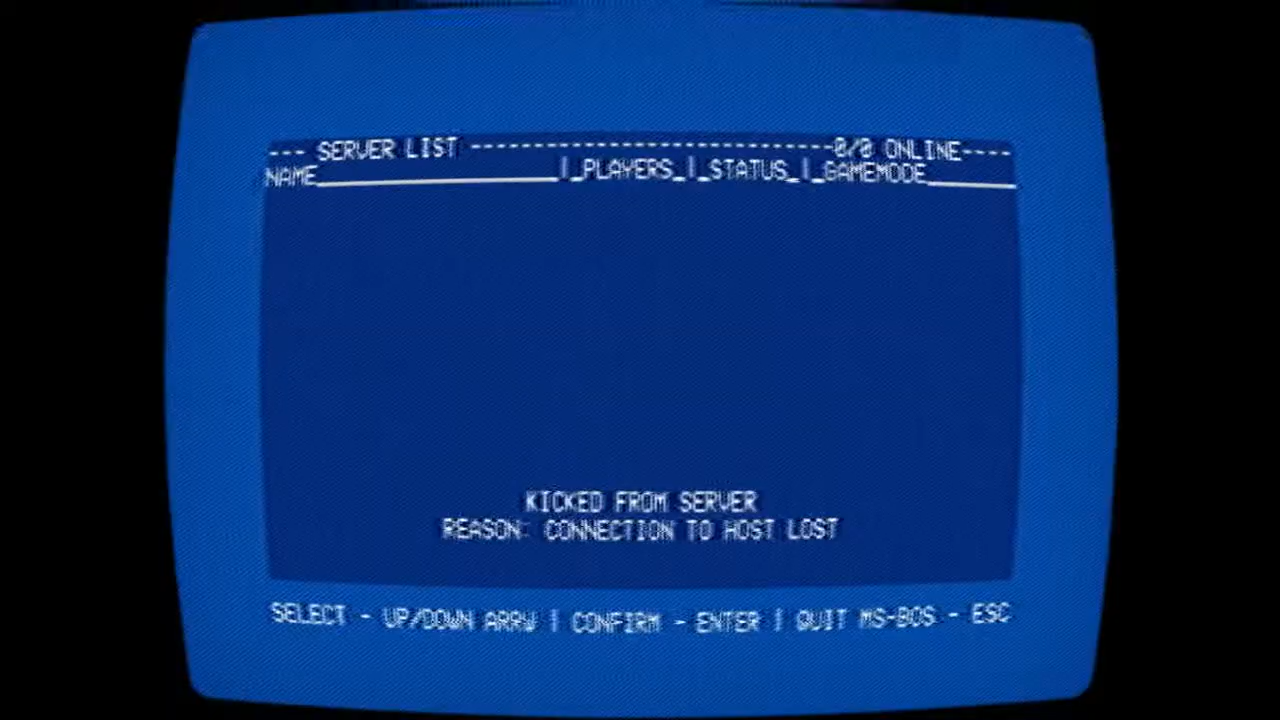 --- SERVER LIST -----------------------------0/0 ONLINE----
NAME___________________|_PLAYERS_|_STATUS_|_GAMEMODE_______
KICKED FROM SERVER
REASON: CONNECTION TO HOST LOST
SELECT - UP/DOWN ARRW | CONFIRM - ENTER | QUIT MS-BOS - ESC